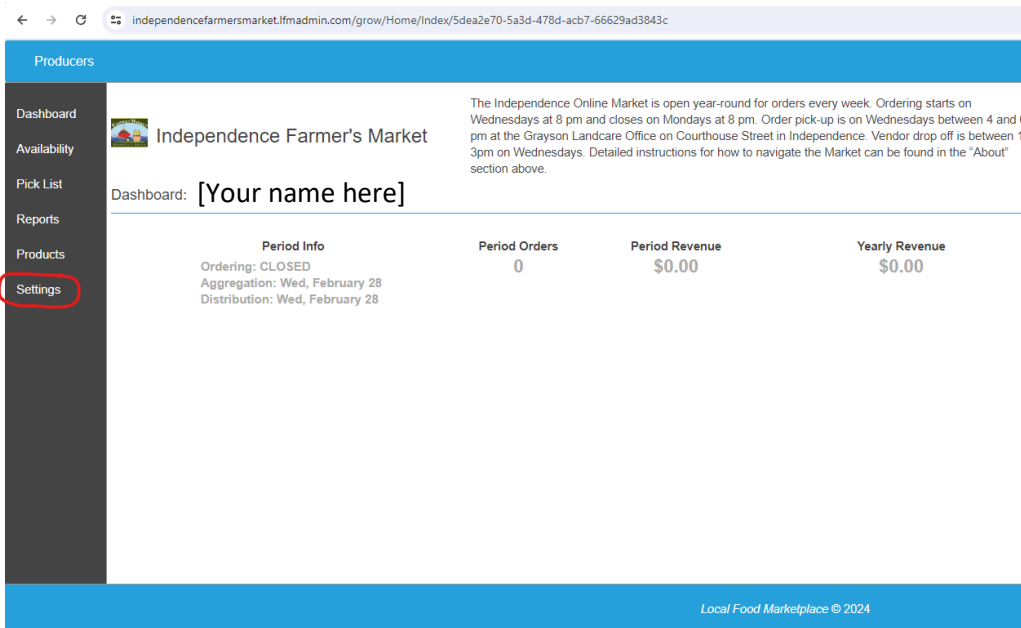 independencefarmersmarket.lfmadmin.com/grow/Home/Index/5dea2e70-5a3d-478d-acb7-66629ad3843c
Producers
Dashboard
Availability
Pick List
Reports
Products
Settings
Independence Farmer's Market
The Independence Online Market is open year-round for orders every week. Ordering starts on
Wednesdays at 8 pm and closes on Mondays at 8 pm. Order pick-up is on Wednesdays between 4 and
pm at the Grayson Landcare Office on Courthouse Street in Independence. Vendor drop off is between 1
3pm on Wednesdays. Detailed instructions for how to navigate the Market can be found in the “About”
section above.
Dashboard: [Your name here]
Period Info
Ordering: CLOSED
Aggregation: Wed, February 28
Distribution: Wed, February 28
Period Orders
0
Period Revenue
$0.00
Yearly Revenue
$0.00
Local Food Marketplace © 2024